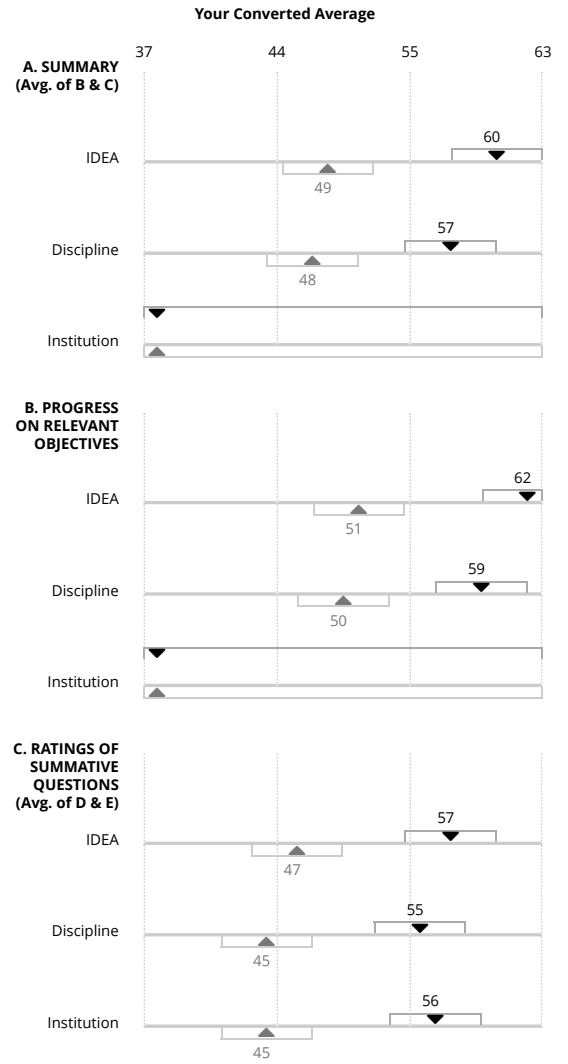 Your Converted Average
37 44 55 63
A. SUMMARY
(Avg. of B & C)
60
IDEA
49
57
Discipline
48
Institution
B. PROGRESS
ON RELEVANT
OBJECTIVES
62
IDEA
51
59
Discipline
50
Institution
C. RATINGS OF
SUMMATIVE
QUESTIONS
(Avg. of D & E)
57
IDEA
47
55
Discipline
45
56
Institution
45